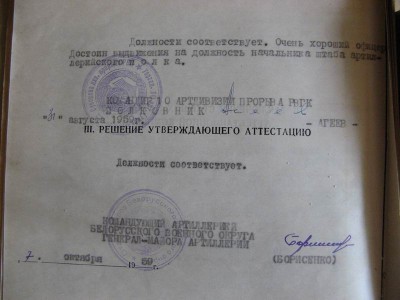 Должности соответствует. Очень хороший офицер
Достоин выдвижения на должность начальника штаба артил-
лерийского полка.
КОМАНДИР 10 АРТДИВИЗИИ ПРОРЫВА РВГК
ПОЛКОВНИК
- АГЕЕВ -
августа 195 г.
III. РЕШЕНИЕ УТВЕРЖДАЮЩЕГО АТТЕСТАЦИЮ
Должности соответствует.
КОМАНДУЮЩИЙ АРТИЛЛЕРИЕЙ
БЕЛОРУССКОГО ВОЕННОГО ОКРУГА
ГЕНЕРАЛ-МАЙОР АРТИЛЛЕРИИ
(БОРИСЕНКО)
7. октября